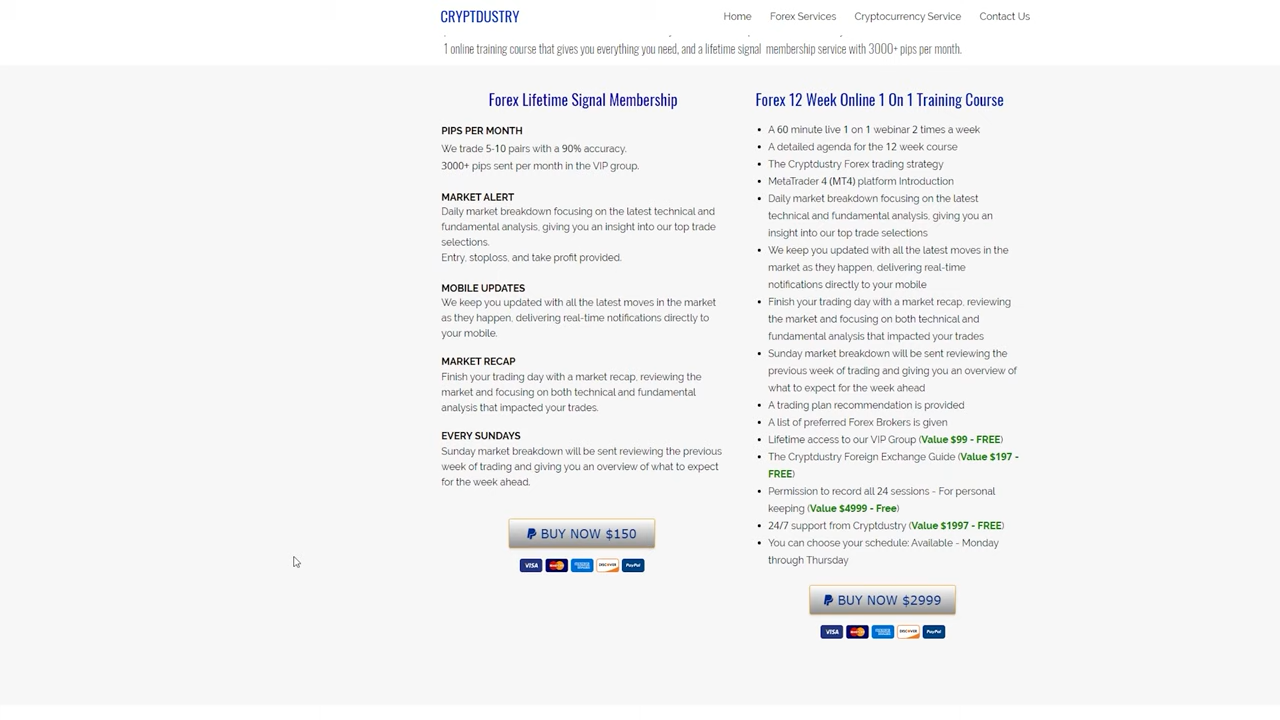 CRYPTDUSTRY
Home Forex Services Cryptocurrency Service Contact Us
1 online training course that gives you everything you need, and a lifetime signal membership service with 3000+ pips per month.
Forex Lifetime Signal Membership
PIPS PER MONTH
We trade 5-10 pairs with a 90% accuracy.
3000+ pips sent per month in the VIP group.
MARKET ALERT
Daily market breakdown focusing on the latest technical and
fundamental analysis, giving you an insight into our top trade
selections.
Entry, stoploss, and take profit provided.
MOBILE UPDATES
We keep you updated with all the latest moves in the market
as they happen, delivering real-time notifications directly to
your mobile.
MARKET RECAP
Finish your trading day with a market recap, reviewing the
market and focusing on both technical and fundamental
analysis that impacted your trades.
EVERY SUNDAYS
Sunday market breakdown will be sent reviewing the previous
week of trading and giving you an overview of what to expect
for the week ahead.
BUY NOW $150
VISA MasterCard AMERICAN EXPRESS DISCOVER PayPal
Forex 12 Week Online 1 On 1 Training Course
• A 60 minute live 1 on 1 webinar 2 times a week
• A detailed agenda for the 12 week course
• The Cryptdustry Forex trading strategy
• MetaTrader 4 (MT4) platform Introduction
• Daily market breakdown focusing on the latest
technical and fundamental analysis, giving you an
insight into our top trade selections
• We keep you updated with all the latest moves in the
market as they happen, delivering real-time
notifications directly to your mobile
• Finish your trading day with a market recap, reviewing
the market and focusing on both technical and
fundamental analysis that impacted your trades
• Sunday market breakdown will be sent reviewing the
previous week of trading and giving you an overview of
what to expect for the week ahead
• A trading plan recommendation is provided
• A list of preferred Forex Brokers is given
• Lifetime access to our VIP Group (Value $99 - FREE)
• The Cryptdustry Foreign Exchange Guide (Value $197 -
FREE)
• Permission to record all 24 sessions - For personal
keeping (Value $4999 - Free)
• 24/7 support from Cryptdustry (Value $1997 - FREE)
• You can choose your schedule: Available - Monday
through Thursday
BUY NOW $2999
VISA MasterCard AMERICAN EXPRESS DISCOVER PayPal